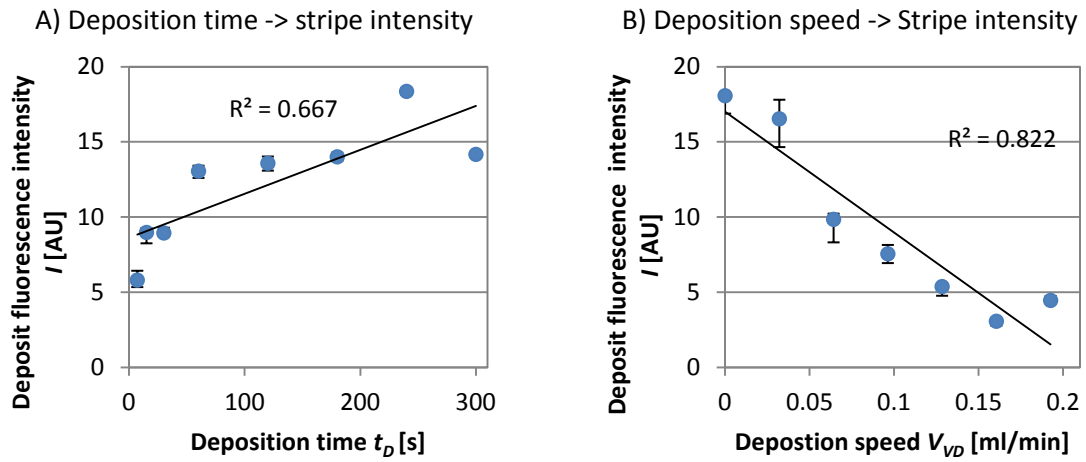 A) Deposition time -> stripe intensity
Deposit fluorescence intensity
I [AU]
20
15
10
5
0
R² = 0.667
0
100
200
300
Deposition time tD [s]
B) Deposition speed -> Stripe intensity
Deposit fluorescence intensity
I [AU]
20
15
10
5
0
R² = 0.822
0
0.05
0.1
0.15
0.2
Depostion speed VVD [ml/min]